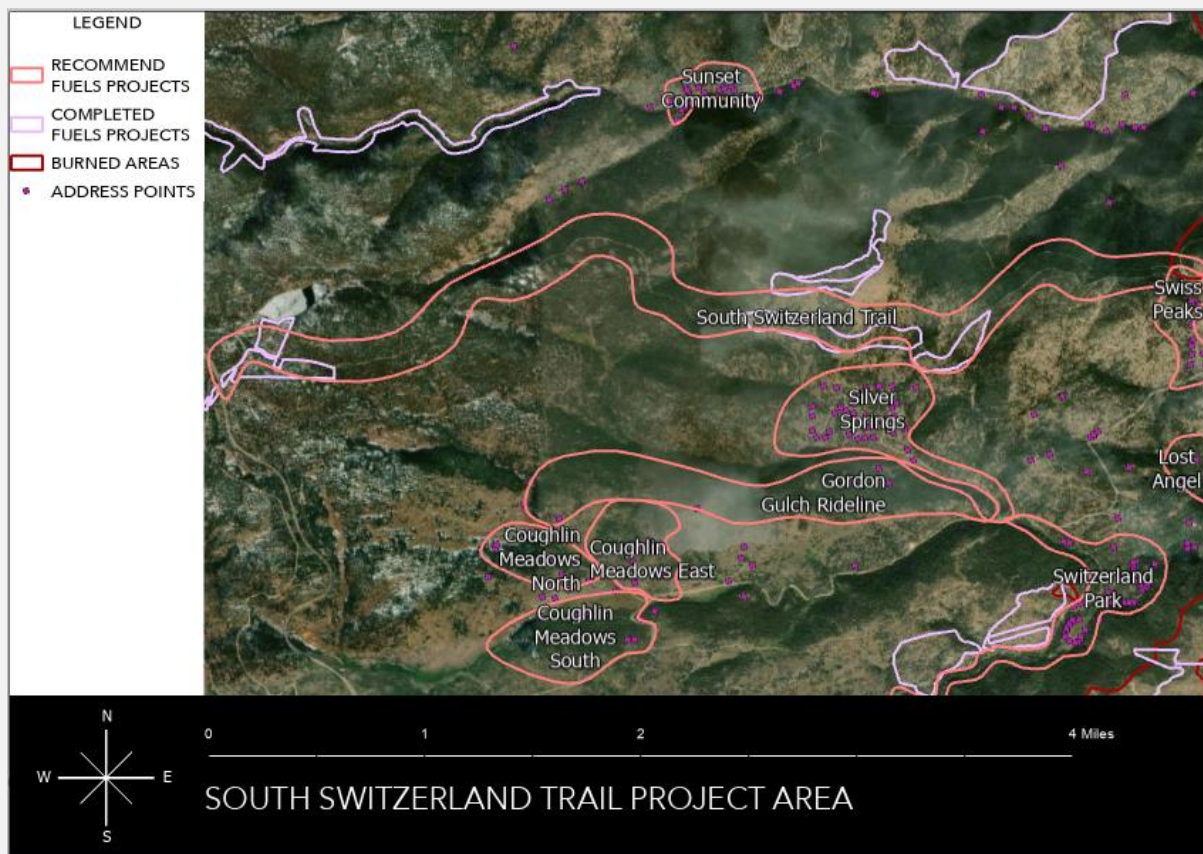 LEGEND
RECOMMEND
FUELS PROJECTS
COMPLETED
FUELS PROJECTS
BURNED AREAS
ADDRESS POINTS
Sunset
Community
South Switzerland Trail
Swiss
Peaks
Silver
Springs
Lost
Angel
Gordon
Gulch Rideline
Coughlin
Meadows
North
Coughlin
Meadows East
Coughlin
Meadows
South
Switzerland
Park
N
W E
S
0 1 2 4 Miles
SOUTH SWITZERLAND TRAIL PROJECT AREA